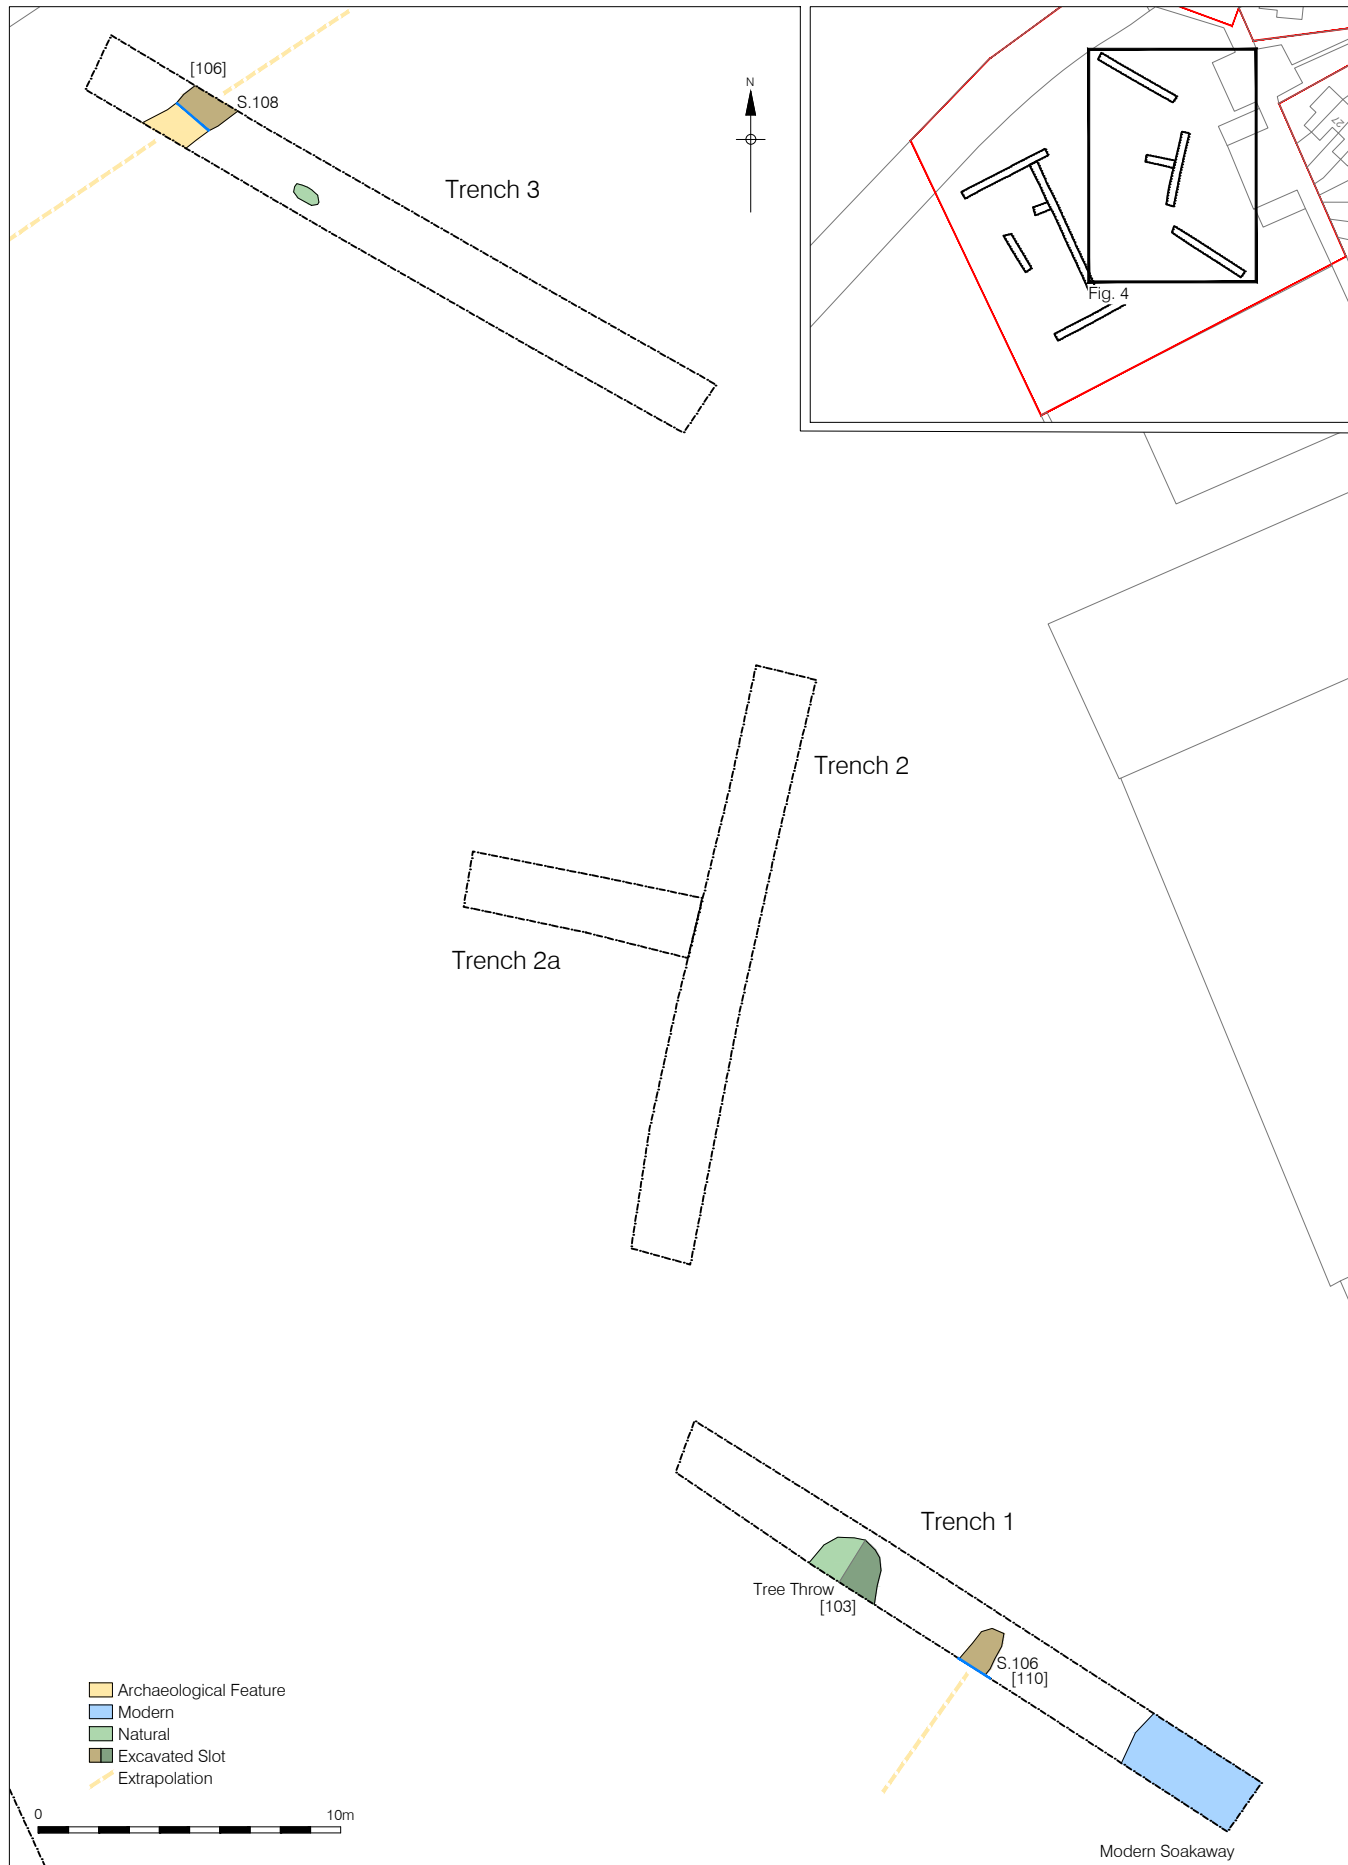 [106]
S.108
N
27
Trench 3
Fig. 4
Trench 2
Trench 2a
Trench 1
Tree Throw
[103]
S.106
[110]
Archaeological Feature
Modern
Natural
Excavated Slot
Extrapolation
0 10m
Modern Soakaway